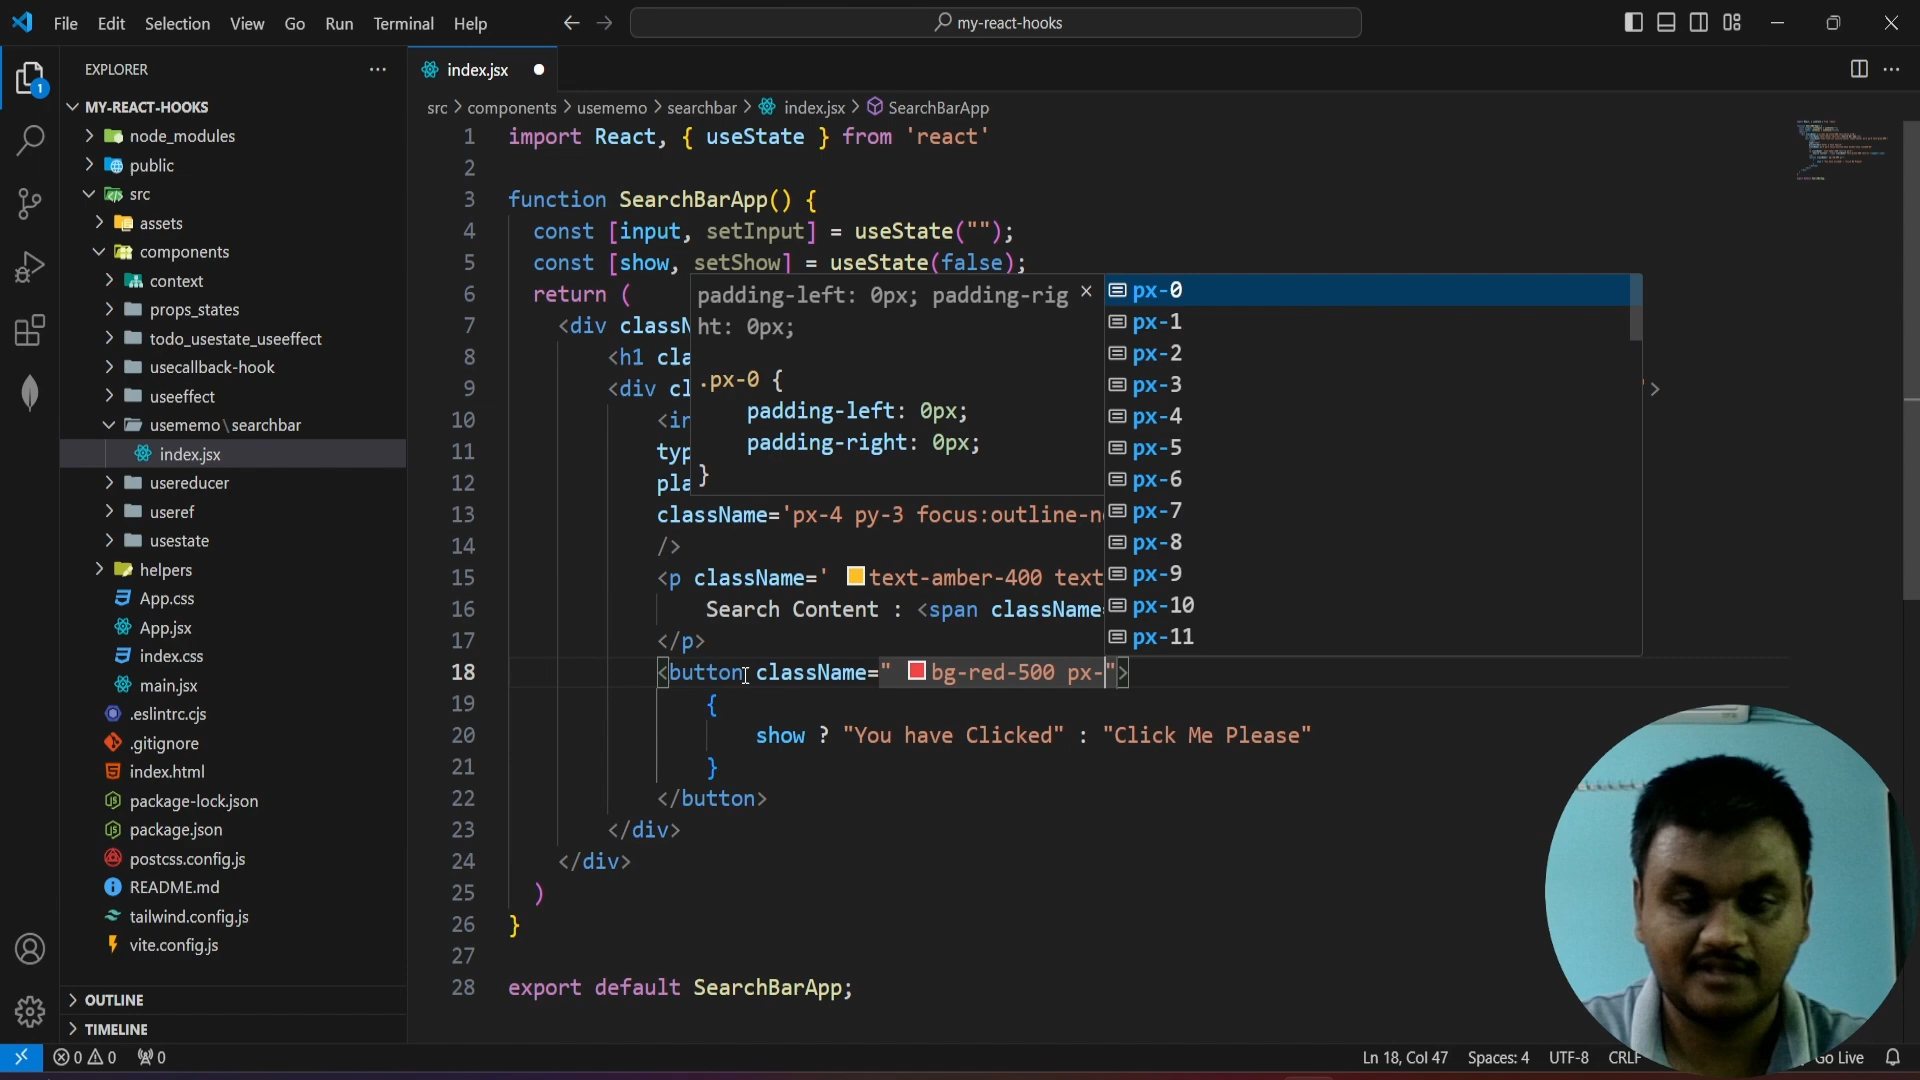 File Edit Selection View Go Run Terminal Help
my-react-hooks
EXPLORER
1
MY-REACT-HOOKS
node_modules
public
src
assets
components
context
props_states
todo_usestate_useeffect
usecallback-hook
useeffect
usememo\searchbar
index.jsx
usereducer
useref
usestate
helpers
App.css
App.jsx
index.css
main.jsx
.eslintrc.cjs
.gitignore
index.html
package-lock.json
package.json
postcss.config.js
README.md
tailwind.config.js
vite.config.js
OUTLINE
TIMELINE
index.jsx
src > components > usememo > searchbar > index.jsx > SearchBarApp
1 import React, { useState } from 'react'
2
3 function SearchBarApp() {
4 const [input, setInput] = useState("");
5 const [show, setShow] = useState(false);
6 return (
7 <div classN
8 <h1 cla
9 <div cl >
10 <in
11 typ
12 pla
13 className='px-4 py-3 focus:outline-n
14 />
15 <p className=' text-amber-400 text
16 Search Content : <span className
17 </p>
18 <button className=" bg-red-500 px-">
19 {
20 show ? "You have Clicked" : "Click Me Please"
21 }
22 </button>
23 </div>
24 </div>
25 )
26 }
27
28 export default SearchBarApp;
padding-left: 0px; padding-rig
ht: 0px;
.px-0 {
padding-left: 0px;
padding-right: 0px;
}
px-0
px-1
px-2
px-3
px-4
px-5
px-6
px-7
px-8
px-9
px-10
px-11
0 0 0
Ln 18, Col 47 Spaces: 4 UTF-8 CRLF Go Live